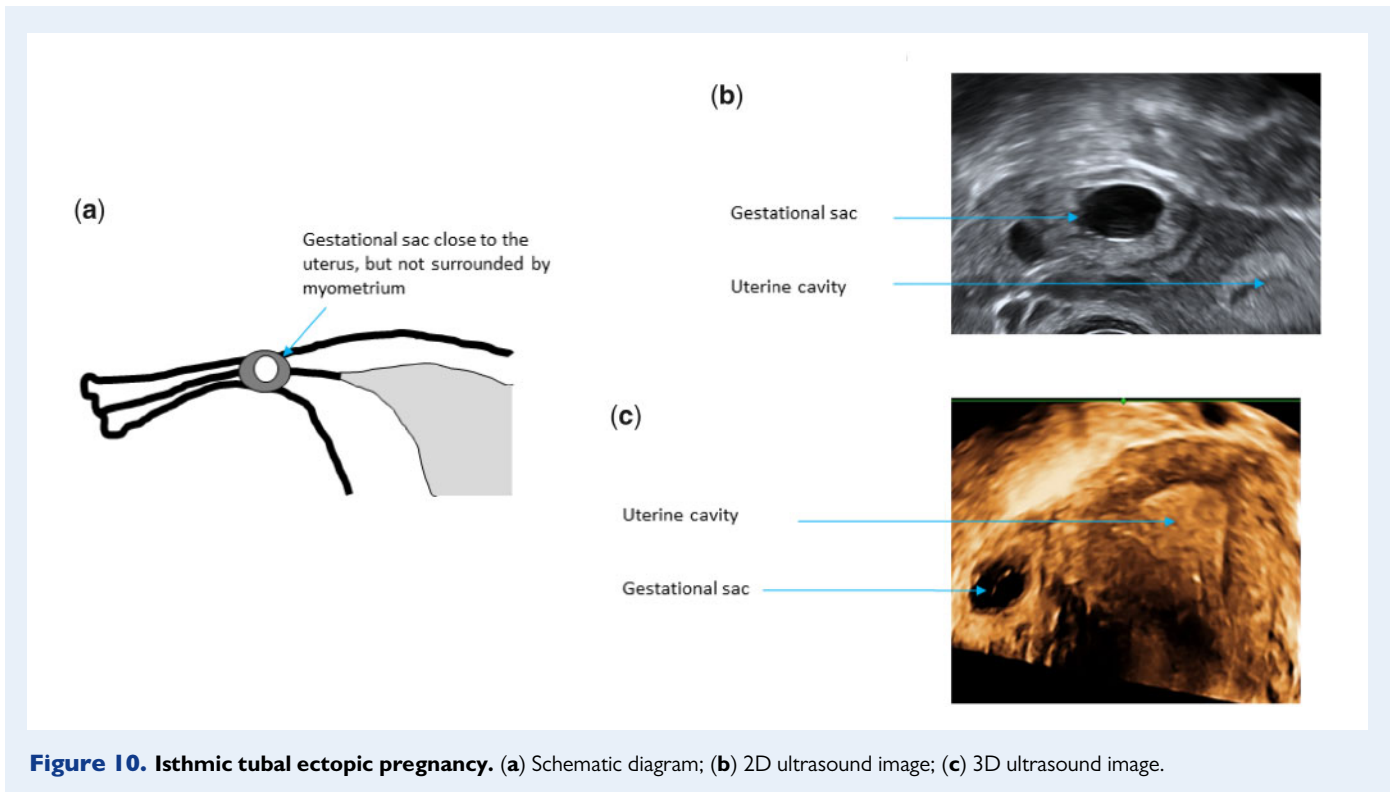 (a)
Gestational sac close to the
uterus, but not surrounded by
myometrium
(b)
Gestational sac
Uterine cavity
(c)
Uterine cavity
Gestational sac
Figure 10. Isthmic tubal ectopic pregnancy. (a) Schematic diagram; (b) 2D ultrasound image; (c) 3D ultrasound image.